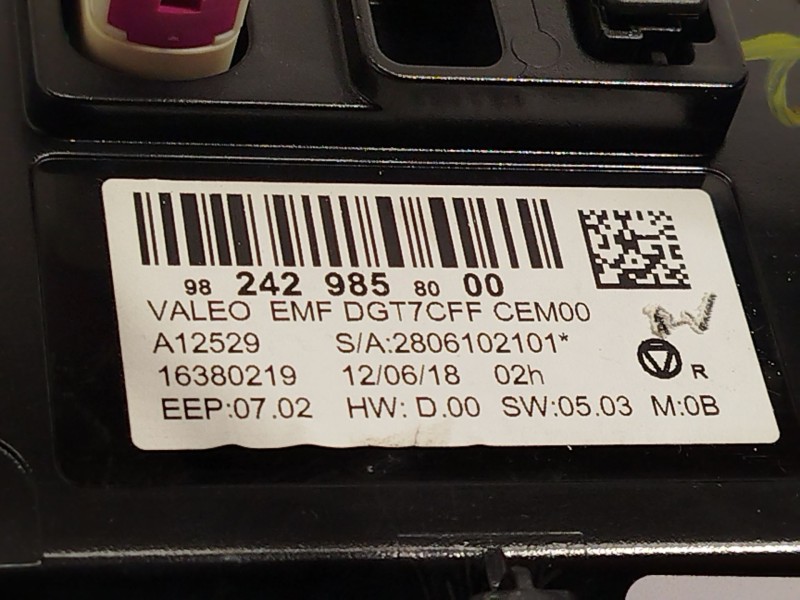 98 242 985 80 00
VALEO EMF DGT7CFF CEM00
A12529 S/A:2806102101*
16380219 12/06/18 02h
R
EEP:07.02 HW: D.00 SW:05.03 M:0B